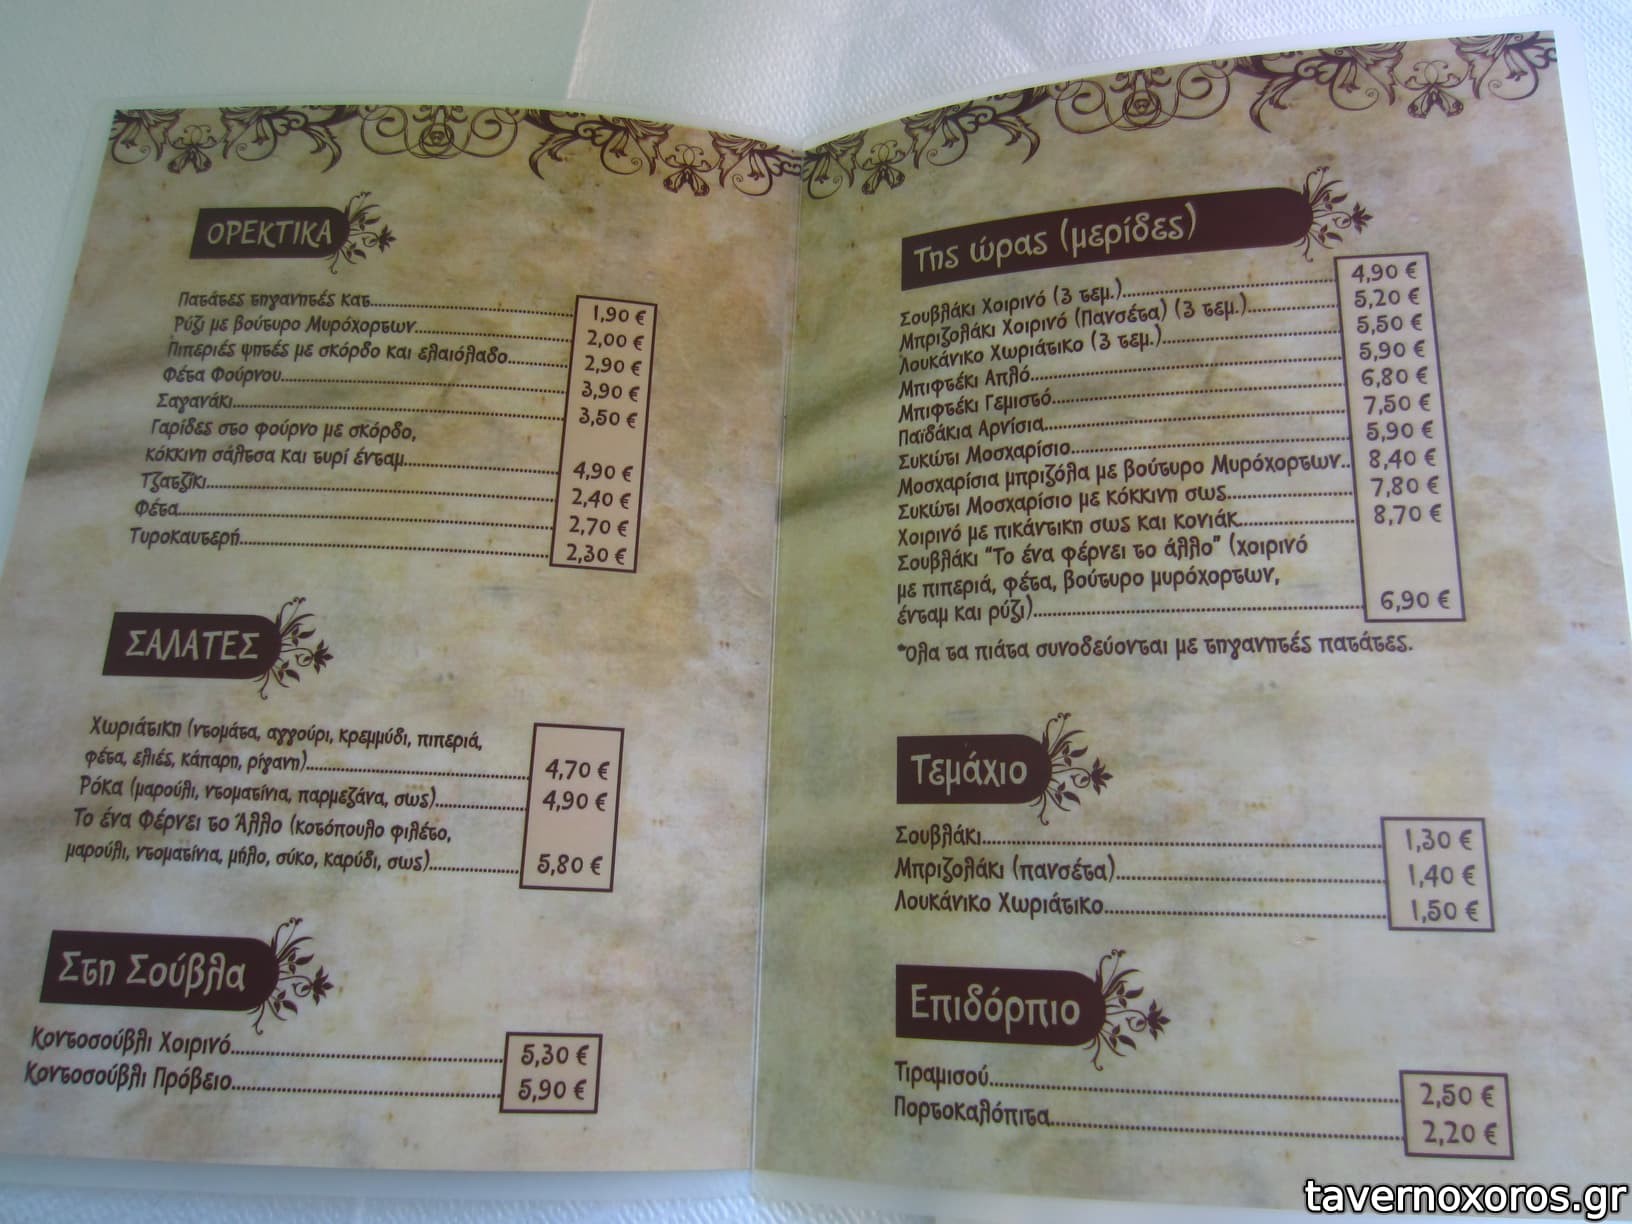 ΟΡΕΚΤΙΚΑ
Πατάτες τηγανητές κατ. 1,90 €
Ρύζι με βούτυρο Μυρόχορτων 2,00 €
Πιπεριές ψητές με σκόρδο και ελαιόλαδο 2,90 €
Φέτα Φούρνου 3,90 €
Σαγανάκι 3,50 €
Γαρίδες στο φούρνο με σκόρδο,
κόκκινη σάλτσα και τυρί ένταμ 4,90 €
Τζατζίκι 2,40 €
Φέτα 2,70 €
Τυροκαυτερή 2,30 €
ΣΑΛΑΤΕΣ
Χωριάτικη (ντομάτα, αγγούρι, κρεμμύδι, πιπεριά,
φέτα, ελιές, κάπαρη, ρίγανη) 4,70 €
Ρόκα (μαρούλι, ντοματίνια, παρμεζάνα, σως) 4,90 €
Το ένα Φέρνει το Άλλο (κοτόπουλο φιλέτο,
μαρούλι, ντοματίνια, μήλο, σύκο, καρύδι, σως) 5,80 €
Στη Σούβλα
Κοντοσούβλι Χοιρινό 5,30 €
Κοντοσούβλι Πρόβειο 5,90 €
Της ώρας (μερίδες)
Σουβλάκι Χοιρινό (3 τεμ.) 4,90 €
Μπριζολάκι Χοιρινό (Πανσέτα) (3 τεμ.) 5,20 €
Λουκάνικο Χωριάτικο (3 τεμ.) 5,50 €
Μπιφτέκι Απλό 5,90 €
Μπιφτέκι Γεμιστό 6,80 €
Παϊδάκια Αρνίσια 7,50 €
Συκώτι Μοσχαρίσιο 5,90 €
Μοσχαρίσια μπριζόλα με βούτυρο Μυρόχορτων 8,40 €
Συκώτι Μοσχαρίσιο με κόκκινη σως 7,80 €
Χοιρινό με πικάντικη σως και κονιάκ 8,70 €
Σουβλάκι "Το ένα φέρνει το άλλο" (χοιρινό
με πιπεριά, φέτα, βούτυρο μυρόχορτων,
ένταμ και ρύζι) 6,90 €
*Όλα τα πιάτα συνοδεύονται με τηγανητές πατάτες.
Τεμάχιο
Σουβλάκι 1,30 €
Μπριζολάκι (πανσέτα) 1,40 €
Λουκάνικο Χωριάτικο 1,50 €
Επιδόρπιο
Τιραμισού 2,50 €
Πορτοκαλόπιτα 2,20 €
tavernoxoros.gr